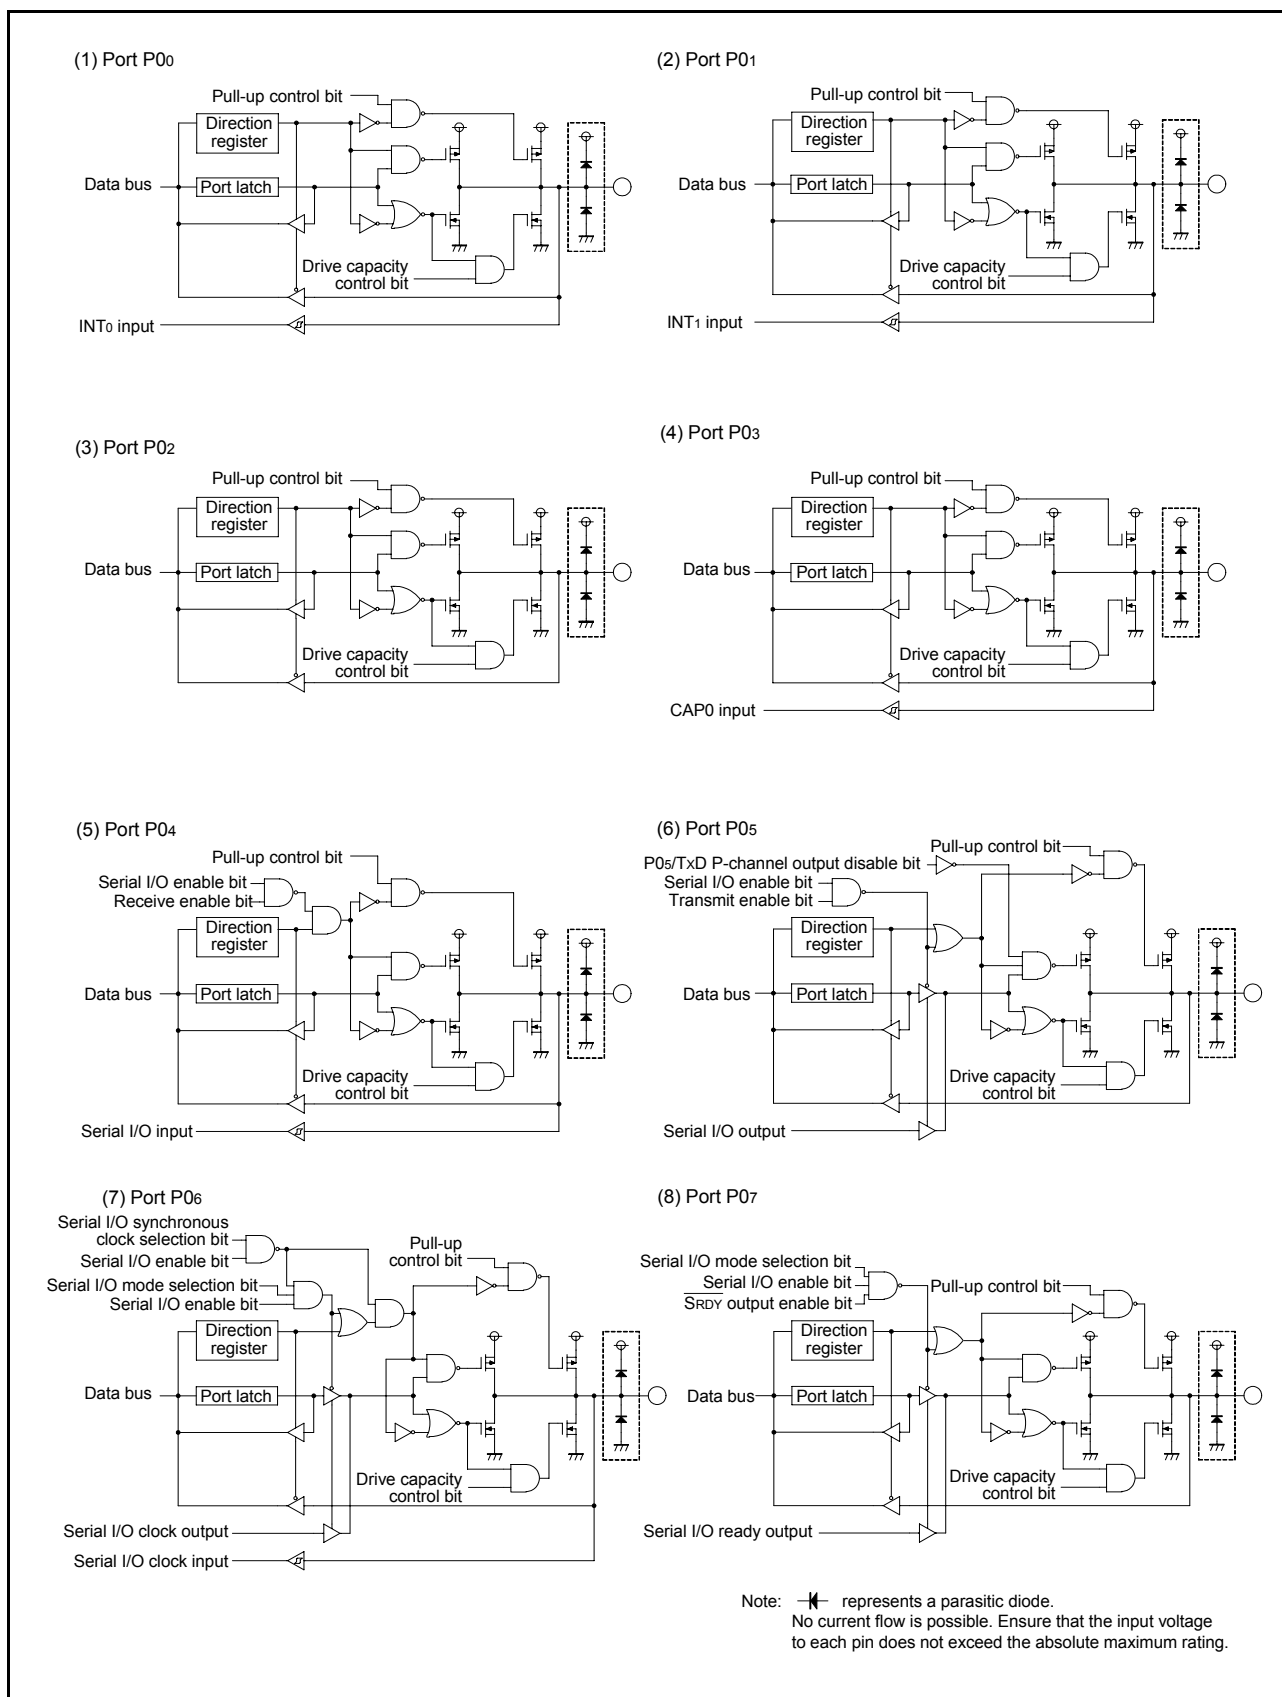 (1) Port P00
Pull-up control bit
Direction
register
Data bus
Port latch
Drive capacity
control bit
INT0 input
(2) Port P01
Pull-up control bit
Direction
register
Data bus
Port latch
Drive capacity
control bit
INT1 input
(3) Port P02
Pull-up control bit
Direction
register
Data bus
Port latch
Drive capacity
control bit
(4) Port P03
Pull-up control bit
Direction
register
Data bus
Port latch
Drive capacity
control bit
CAP0 input
(5) Port P04
Pull-up control bit
Serial I/O enable bit
Receive enable bit
Direction
register
Data bus
Port latch
Drive capacity
control bit
Serial I/O input
(6) Port P05
Pull-up control bit
P05/TxD P-channel output disable bit
Serial I/O enable bit
Transmit enable bit
Direction
register
Data bus
Port latch
Drive capacity
control bit
Serial I/O output
(7) Port P06
Serial I/O synchronous
clock selection bit
Serial I/O enable bit
Pull-up
control bit
Serial I/O mode selection bit
Serial I/O enable bit
Direction
register
Data bus
Port latch
Drive capacity
control bit
Serial I/O clock output
Serial I/O clock input
(8) Port P07
Serial I/O mode selection bit
Serial I/O enable bit
SRDY output enable bit
Pull-up control bit
Direction
register
Data bus
Port latch
Drive capacity
control bit
Serial I/O ready output
Note: represents a parasitic diode.
No current flow is possible. Ensure that the input voltage
to each pin does not exceed the absolute maximum rating.